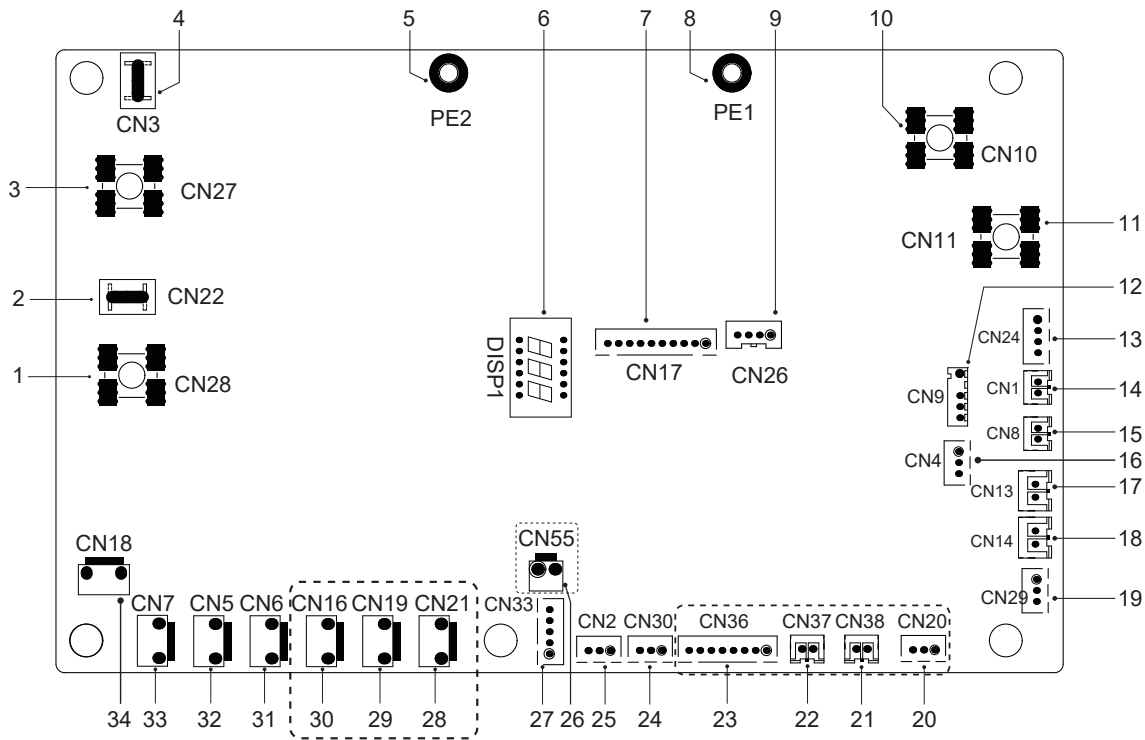 4 5 6 7 8 9
10
CN3 PE2 PE1
CN10
3 CN27
CN11 11
12
2 CN22
CN24 13
DISP1 CN17 CN26
1 CN28
CN9 CN1 14
CN8 15
CN4 16
CN13 17
CN18 CN55 CN14 18
CN7 CN5 CN6 CN16 CN19 CN21 CN33 CN2 CN30 CN36 CN37 CN38 CN20 CN29 19
34 33 32 31 30 29 28 27 26 25 24 23 22 21 20